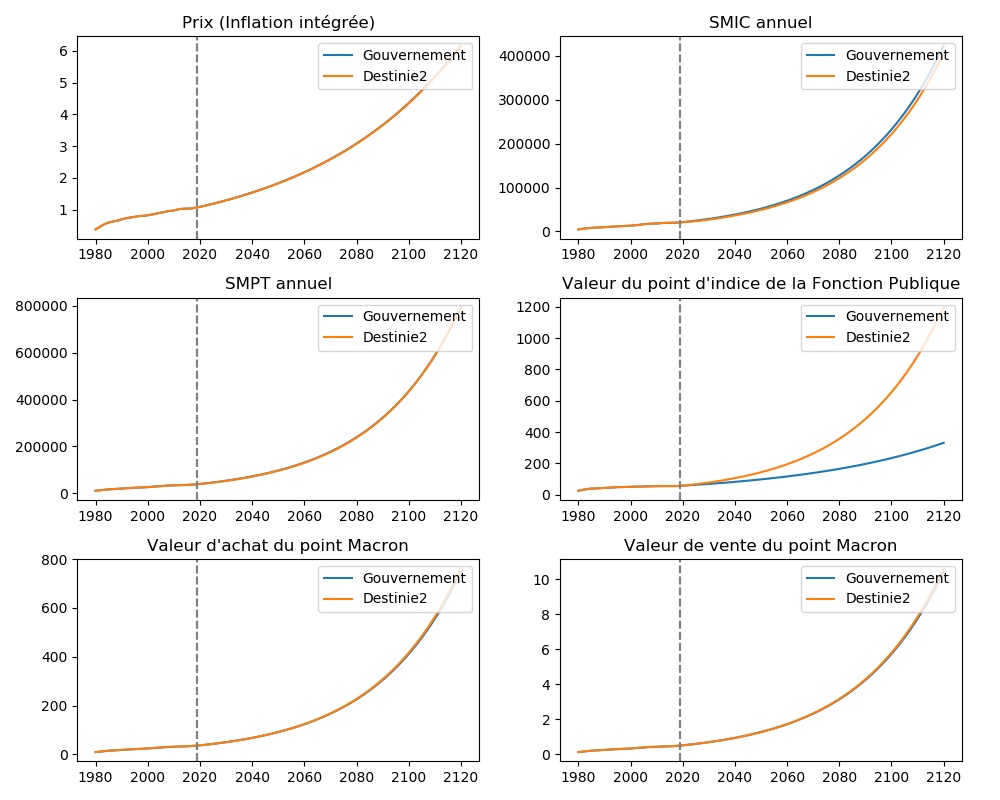 Prix (Inflation intégrée)
6
5
4
3
2
1
1980 2000 2020 2040 2060 2080 2100 2120
Gouvernement
Destinie2
SMIC annuel
400000
300000
200000
100000
0
1980 2000 2020 2040 2060 2080 2100 2120
Gouvernement
Destinie2
SMPT annuel
800000
600000
400000
200000
0
1980 2000 2020 2040 2060 2080 2100 2120
Gouvernement
Destinie2
Valeur du point d'indice de la Fonction Publique
1200
1000
800
600
400
200
0
1980 2000 2020 2040 2060 2080 2100 2120
Gouvernement
Destinie2
Valeur d'achat du point Macron
800
600
400
200
0
1980 2000 2020 2040 2060 2080 2100 2120
Gouvernement
Destinie2
Valeur de vente du point Macron
10
8
6
4
2
0
1980 2000 2020 2040 2060 2080 2100 2120
Gouvernement
Destinie2